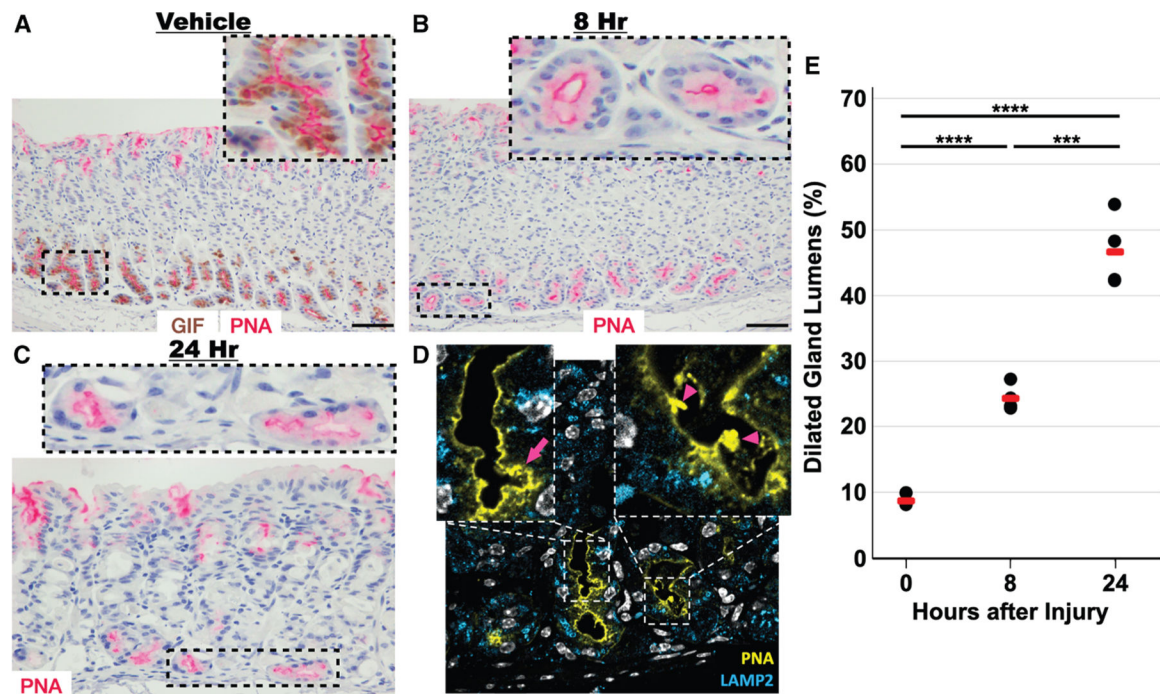 A
Vehicle
GIF PNA
B
8 Hr
PNA
C
24 Hr
PNA
D
PNA
LAMP2
E
Dilated Gland Lumens (%)
70
60
50
40
30
20
10
0
****
**** ***
0 8 24
Hours after Injury